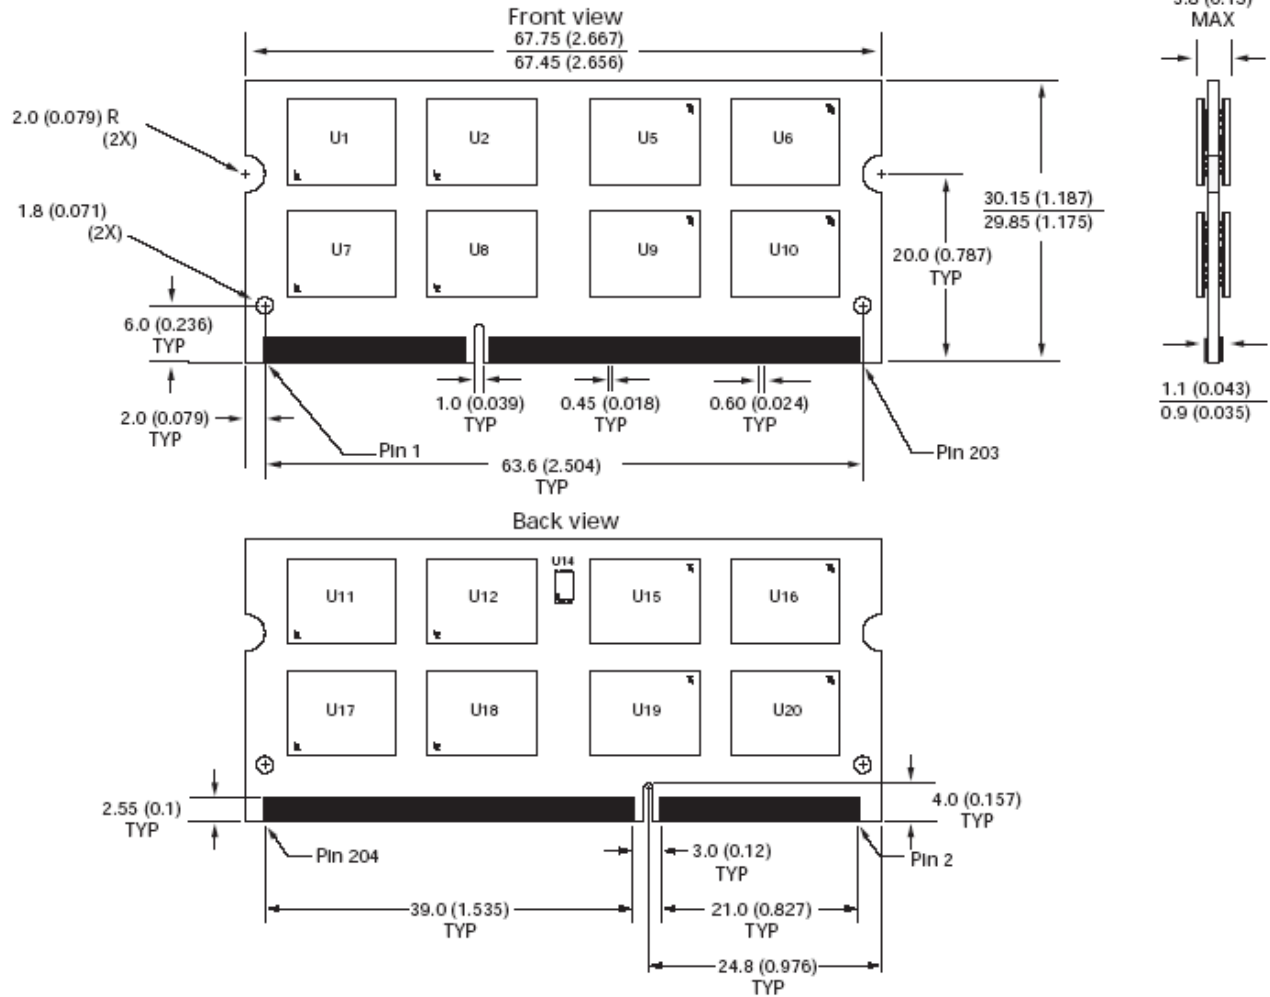 Front view
67.75 (2.667)
67.45 (2.656)
MAX
2.0 (0.079) R
(2X)
U1
U2
U5
U6
1.8 (0.071)
(2X)
30.15 (1.187)
29.85 (1.175)
U7
U8
U9
U10
20.0 (0.787)
TYP
6.0 (0.236)
TYP
1.0 (0.039)
TYP
0.45 (0.018)
TYP
0.60 (0.024)
TYP
1.1 (0.043)
0.9 (0.035)
2.0 (0.079)
TYP
Pin 1
Pin 203
63.6 (2.504)
TYP
Back view
U14
U11
U12
U15
U16
U17
U18
U19
U20
2.55 (0.1)
TYP
4.0 (0.157)
TYP
Pin 204
3.0 (0.12)
TYP
Pin 2
39.0 (1.535)
TYP
21.0 (0.827)
TYP
24.8 (0.976)
TYP